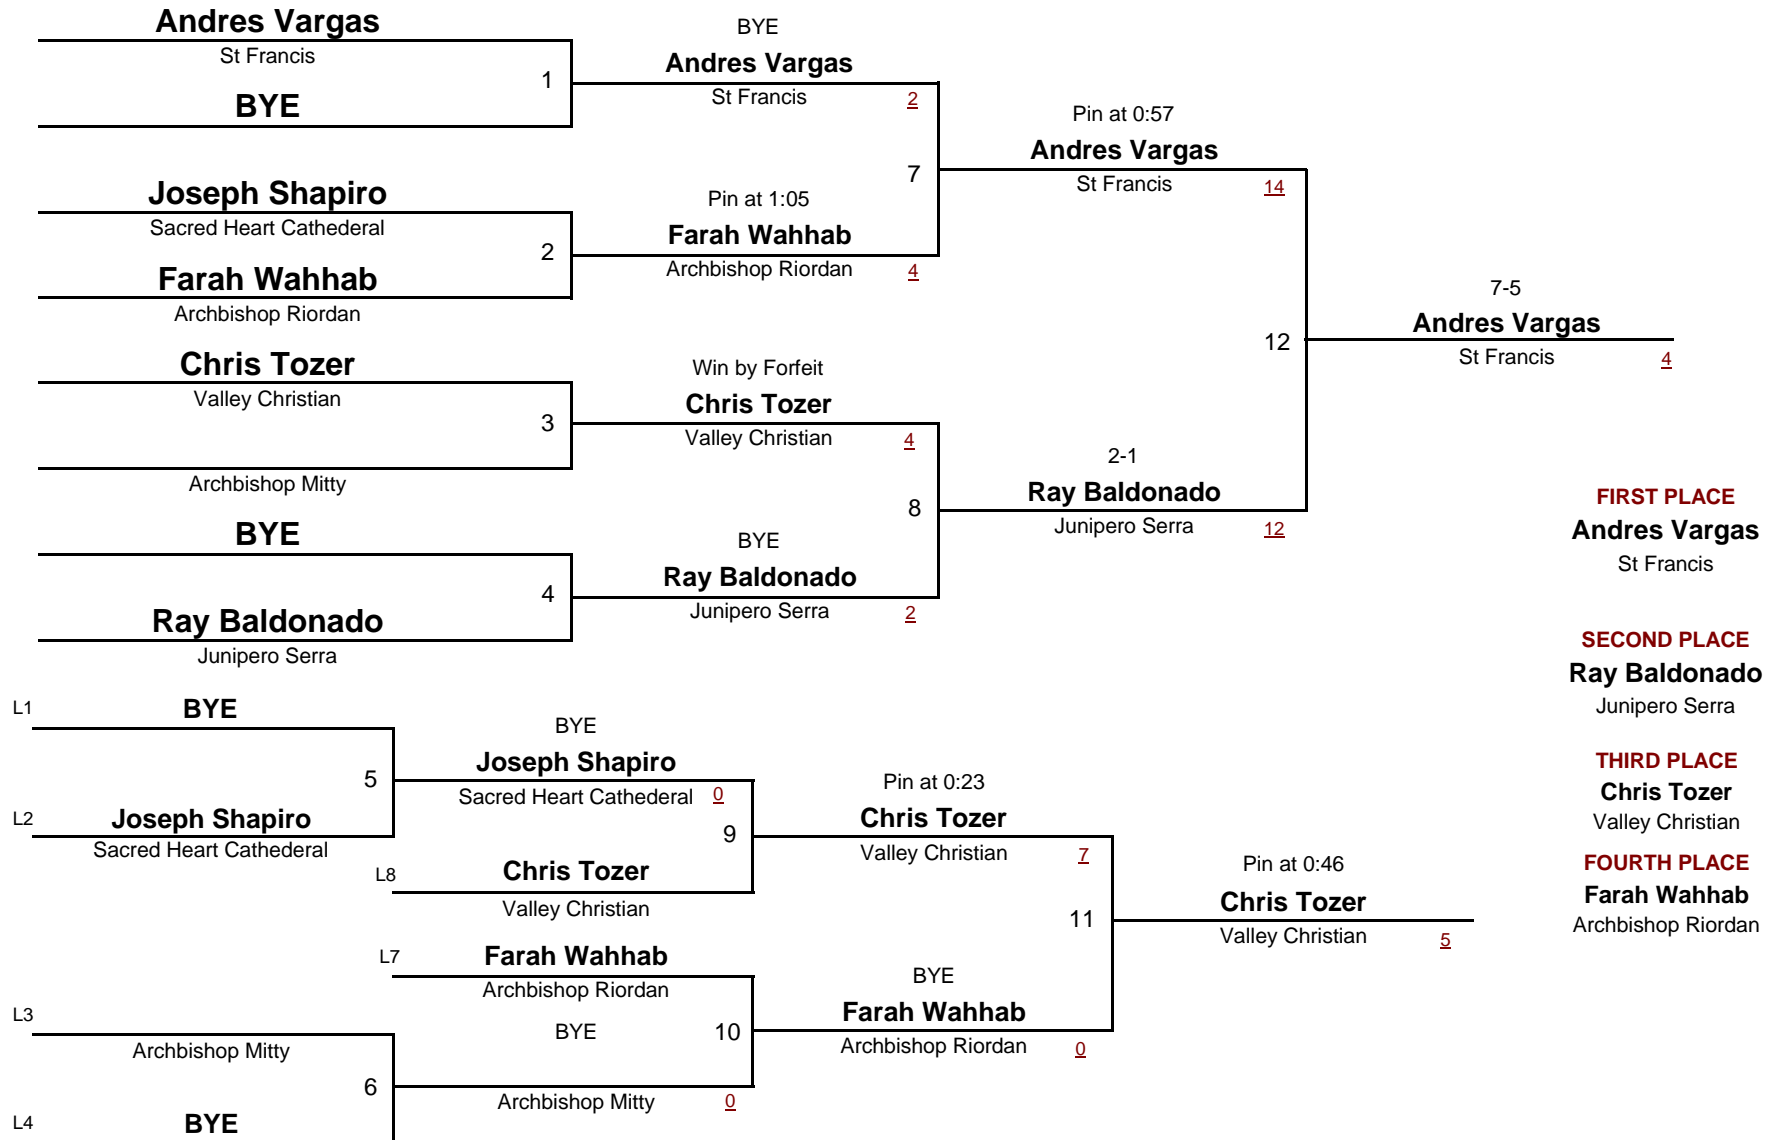 Andres Vargas
St Francis
1
BYE
Joseph Shapiro
Sacred Heart Cathederal
2
Farah Wahhab
Archbishop Riordan
Chris Tozer
Valley Christian
3
Archbishop Mitty
BYE
4
Ray Baldonado
Junipero Serra
BYE
Andres Vargas
St Francis 2
7
Pin at 1:05
Farah Wahhab
Archbishop Riordan 4
Win by Forfeit
Chris Tozer
Valley Christian 4
8
BYE
Ray Baldonado
Junipero Serra 2
Pin at 0:57
Andres Vargas
St Francis 14
12
2-1
Ray Baldonado
Junipero Serra 12
7-5
Andres Vargas
St Francis 4
L1 BYE
5
L2 Joseph Shapiro
Sacred Heart Cathederal
L3
Archbishop Mitty
6
L4 BYE
BYE
Joseph Shapiro
Sacred Heart Cathederal 0
9
L8 Chris Tozer
Valley Christian
L7 Farah Wahhab
Archbishop Riordan
BYE 10
Archbishop Mitty 0
Pin at 0:23
Chris Tozer
Valley Christian 7
11
BYE
Farah Wahhab
Archbishop Riordan 0
Pin at 0:46
Chris Tozer
Valley Christian 5
FIRST PLACE
Andres Vargas
St Francis
SECOND PLACE
Ray Baldonado
Junipero Serra
THIRD PLACE
Chris Tozer
Valley Christian
FOURTH PLACE
Farah Wahhab
Archbishop Riordan